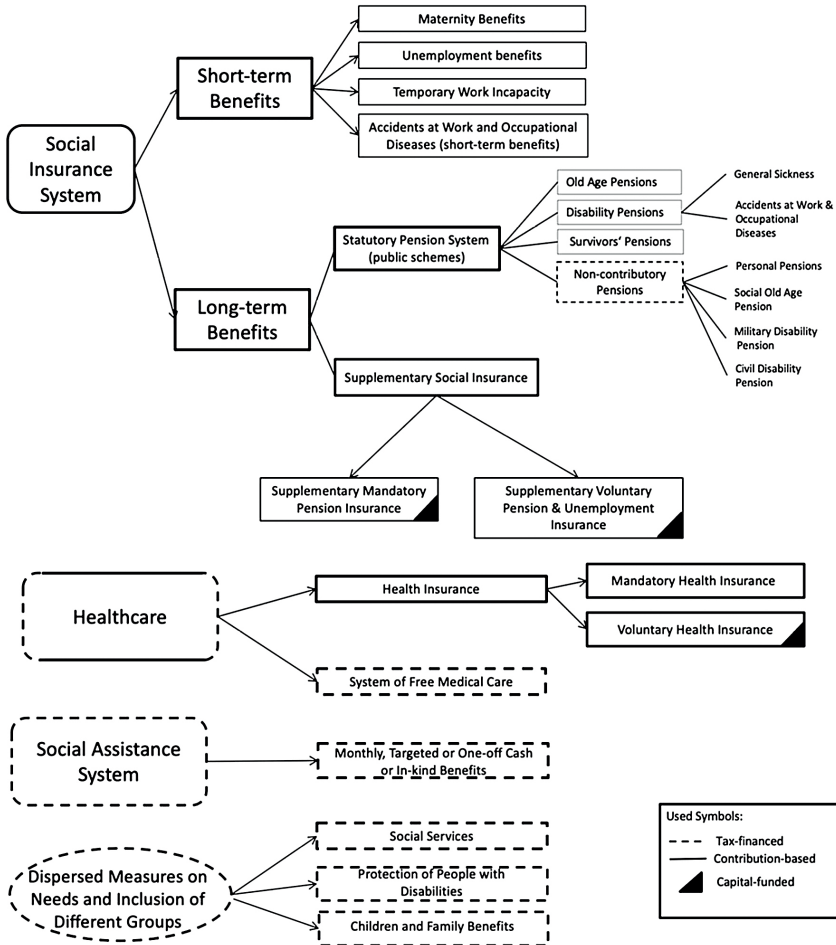 Maternity Benefits
Unemployment benefits
Short-term
Benefits
Temporary Work Incapacity
Accidents at Work and Occupational
Diseases (short-term benefits)
Social
Insurance
System
Old Age Pensions
General Sickness
Disability Pensions
Accidents at Work &
Occupational
Diseases
Statutory Pension System
(public schemes)
Survivors' Pensions
Non-contributory
Pensions
Personal Pensions
Social Old Age
Pension
Military Disability
Pension
Civil Disability
Pension
Long-term
Benefits
Supplementary Social Insurance
Supplementary Mandatory
Pension Insurance
Supplementary Voluntary
Pension & Unemployment
Insurance
Healthcare
Health Insurance
Mandatory Health Insurance
Voluntary Health Insurance
System of Free Medical Care
Social Assistance
System
Monthly, Targeted or One-off Cash
or In-kind Benefits
Dispersed Measures on
Needs and Inclusion of
Different Groups
Social Services
Protection of People with
Disabilities
Children and Family Benefits
Used Symbols:
Tax-financed
Contribution-based
Capital-funded